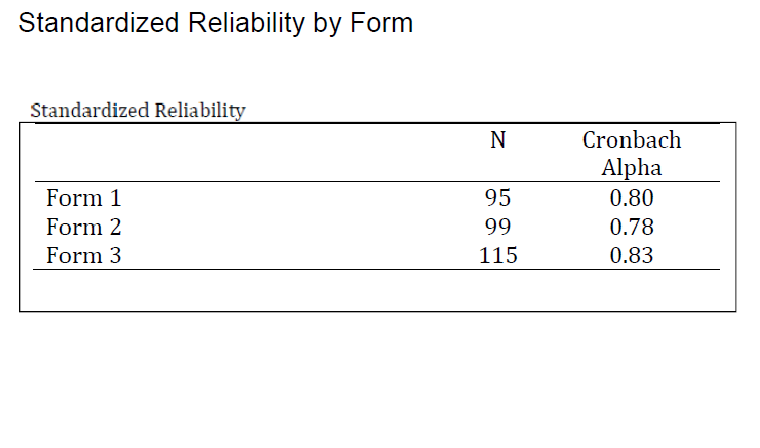 Standardized Reliability by Form
Standardized Reliability
N Cronbach
Alpha
Form 1 95 0.80
Form 2 99 0.78
Form 3 115 0.83